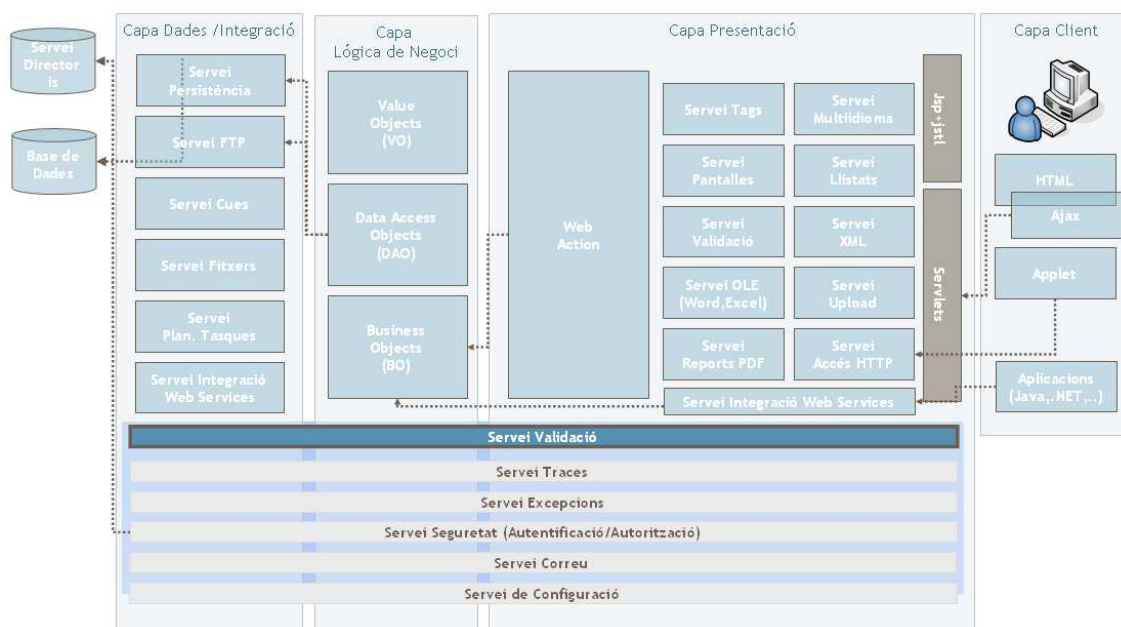 Servei
Director
is
Base de
Dades
Capa Dades /Integració
Servei
Persistència
Servei FTP
Servei Cues
Servei Fitxers
Servei
Plan. Tasques
Servei Integració
Web Services
Capa
Lógica de Negoci
Value
Objects
(VO)
Data Access
Objects
(DAO)
Business
Objects
(BO)
Capa Presentació
Web
Action
Servei Tags
Servei
Multiidioma
Servei
Pantalles
Servei
Llistats
Servei
Validació
Servei
XML
Servei OLE
(Word,Excel)
Servei
Upload
Servei
Reports PDF
Servei
Accés HTTP
Servei Integració Web Services
Jsp+jstl
Servlets
Capa Client
HTML
Ajax
Applet
Aplicacions
(Java,.NET,..)
Servei Validació
Servei Traces
Servei Excepcions
Servei Seguretat (Autentificació/Autorització)
Servei Correu
Servei de Configuració